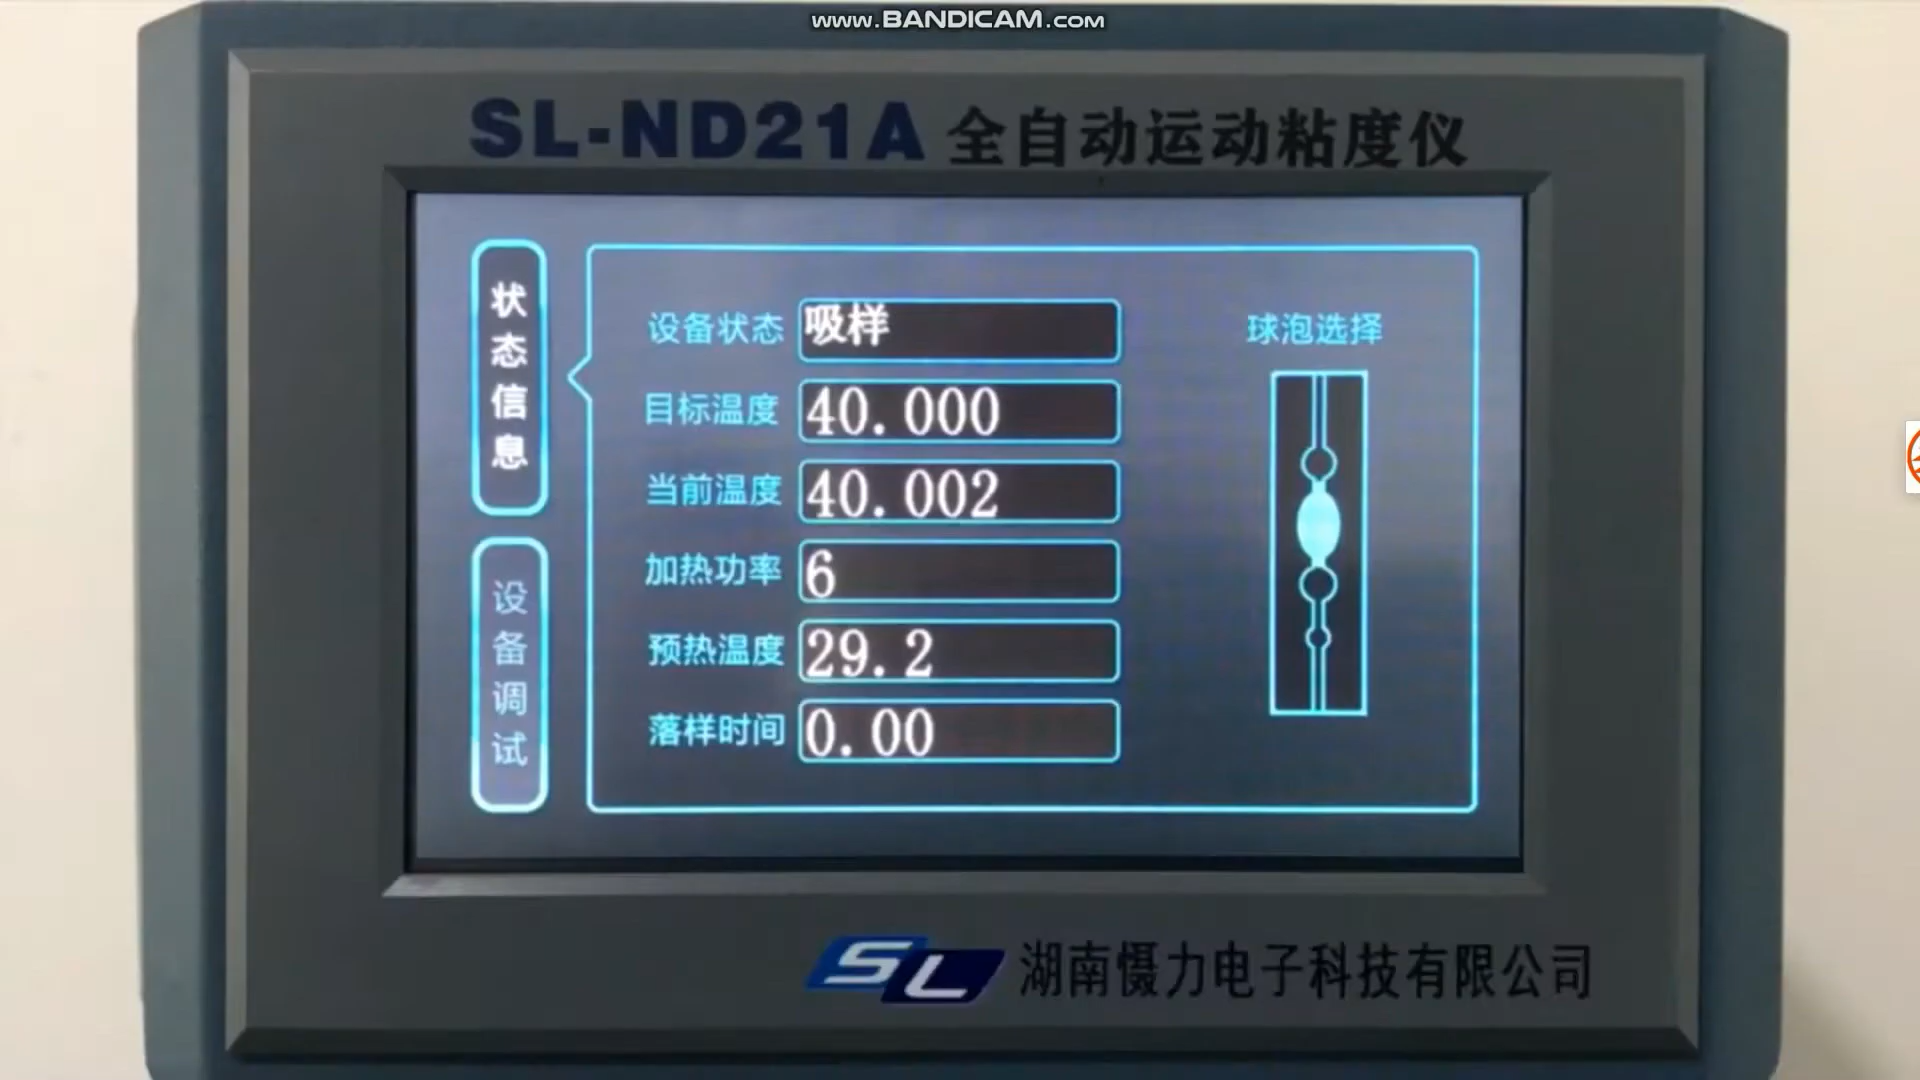 www.BANDICAM.com
SL-ND21A 全自动运动粘度仪
状态信息
设备调试
设备状态 吸样
目标温度 40.000
当前温度 40.002
加热功率 6
预热温度 29.2
落样时间 0.00
球泡选择
SL 湖南慑力电子科技有限公司